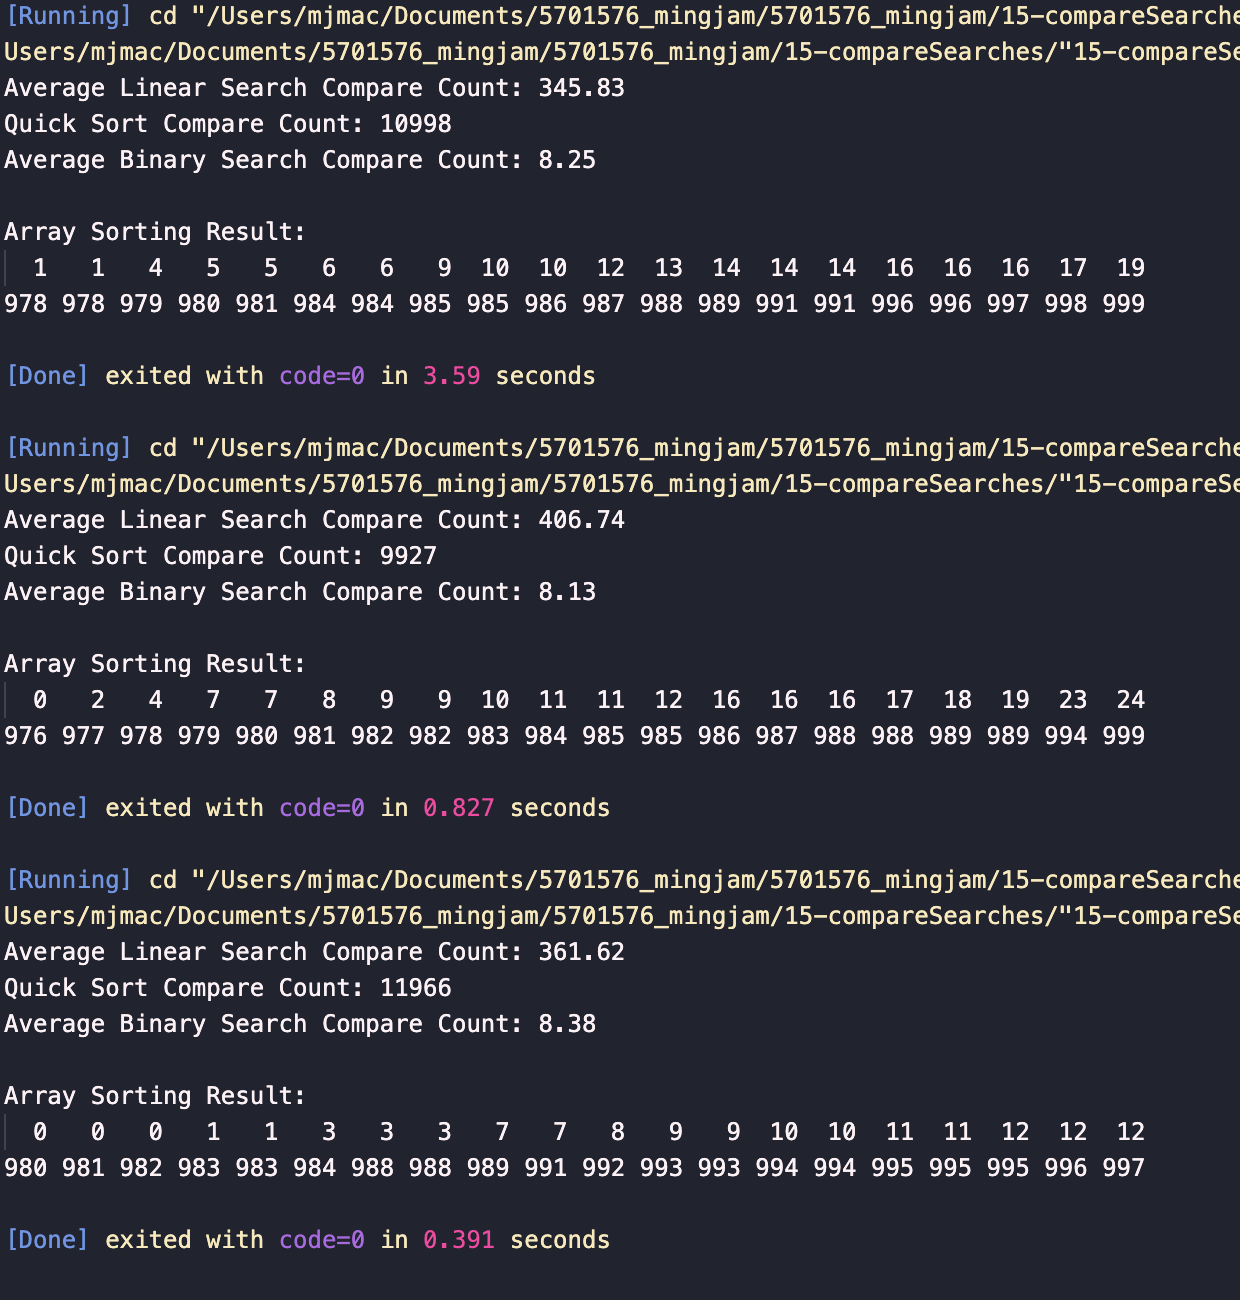 [Running] cd "/Users/mjmac/Documents/5701576_mingjam/5701576_mingjam/15-compareSearche
Users/mjmac/Documents/5701576_mingjam/5701576_mingjam/15-compareSearches/"15-compareSe
Average Linear Search Compare Count: 345.83
Quick Sort Compare Count: 10998
Average Binary Search Compare Count: 8.25
Array Sorting Result:
1 1 4 5 5 6 6 9 10 10 12 13 14 14 14 16 16 16 17 19
978 978 979 980 981 984 984 985 985 986 987 988 989 991 991 996 996 997 998 999
[Done] exited with code=0 in 3.59 seconds
[Running] cd "/Users/mjmac/Documents/5701576_mingjam/5701576_mingjam/15-compareSearche
Users/mjmac/Documents/5701576_mingjam/5701576_mingjam/15-compareSearches/"15-compareSe
Average Linear Search Compare Count: 406.74
Quick Sort Compare Count: 9927
Average Binary Search Compare Count: 8.13
Array Sorting Result:
0 2 4 7 7 8 9 9 10 11 11 12 16 16 16 17 18 19 23 24
976 977 978 979 980 981 982 982 983 984 985 985 986 987 988 988 989 989 994 999
[Done] exited with code=0 in 0.827 seconds
[Running] cd "/Users/mjmac/Documents/5701576_mingjam/5701576_mingjam/15-compareSearche
Users/mjmac/Documents/5701576_mingjam/5701576_mingjam/15-compareSearches/"15-compareSe
Average Linear Search Compare Count: 361.62
Quick Sort Compare Count: 11966
Average Binary Search Compare Count: 8.38
Array Sorting Result:
0 0 0 1 1 3 3 3 7 7 8 9 9 10 10 11 11 12 12 12
980 981 982 983 983 984 988 988 989 991 992 993 993 994 994 995 995 995 996 997
[Done] exited with code=0 in 0.391 seconds